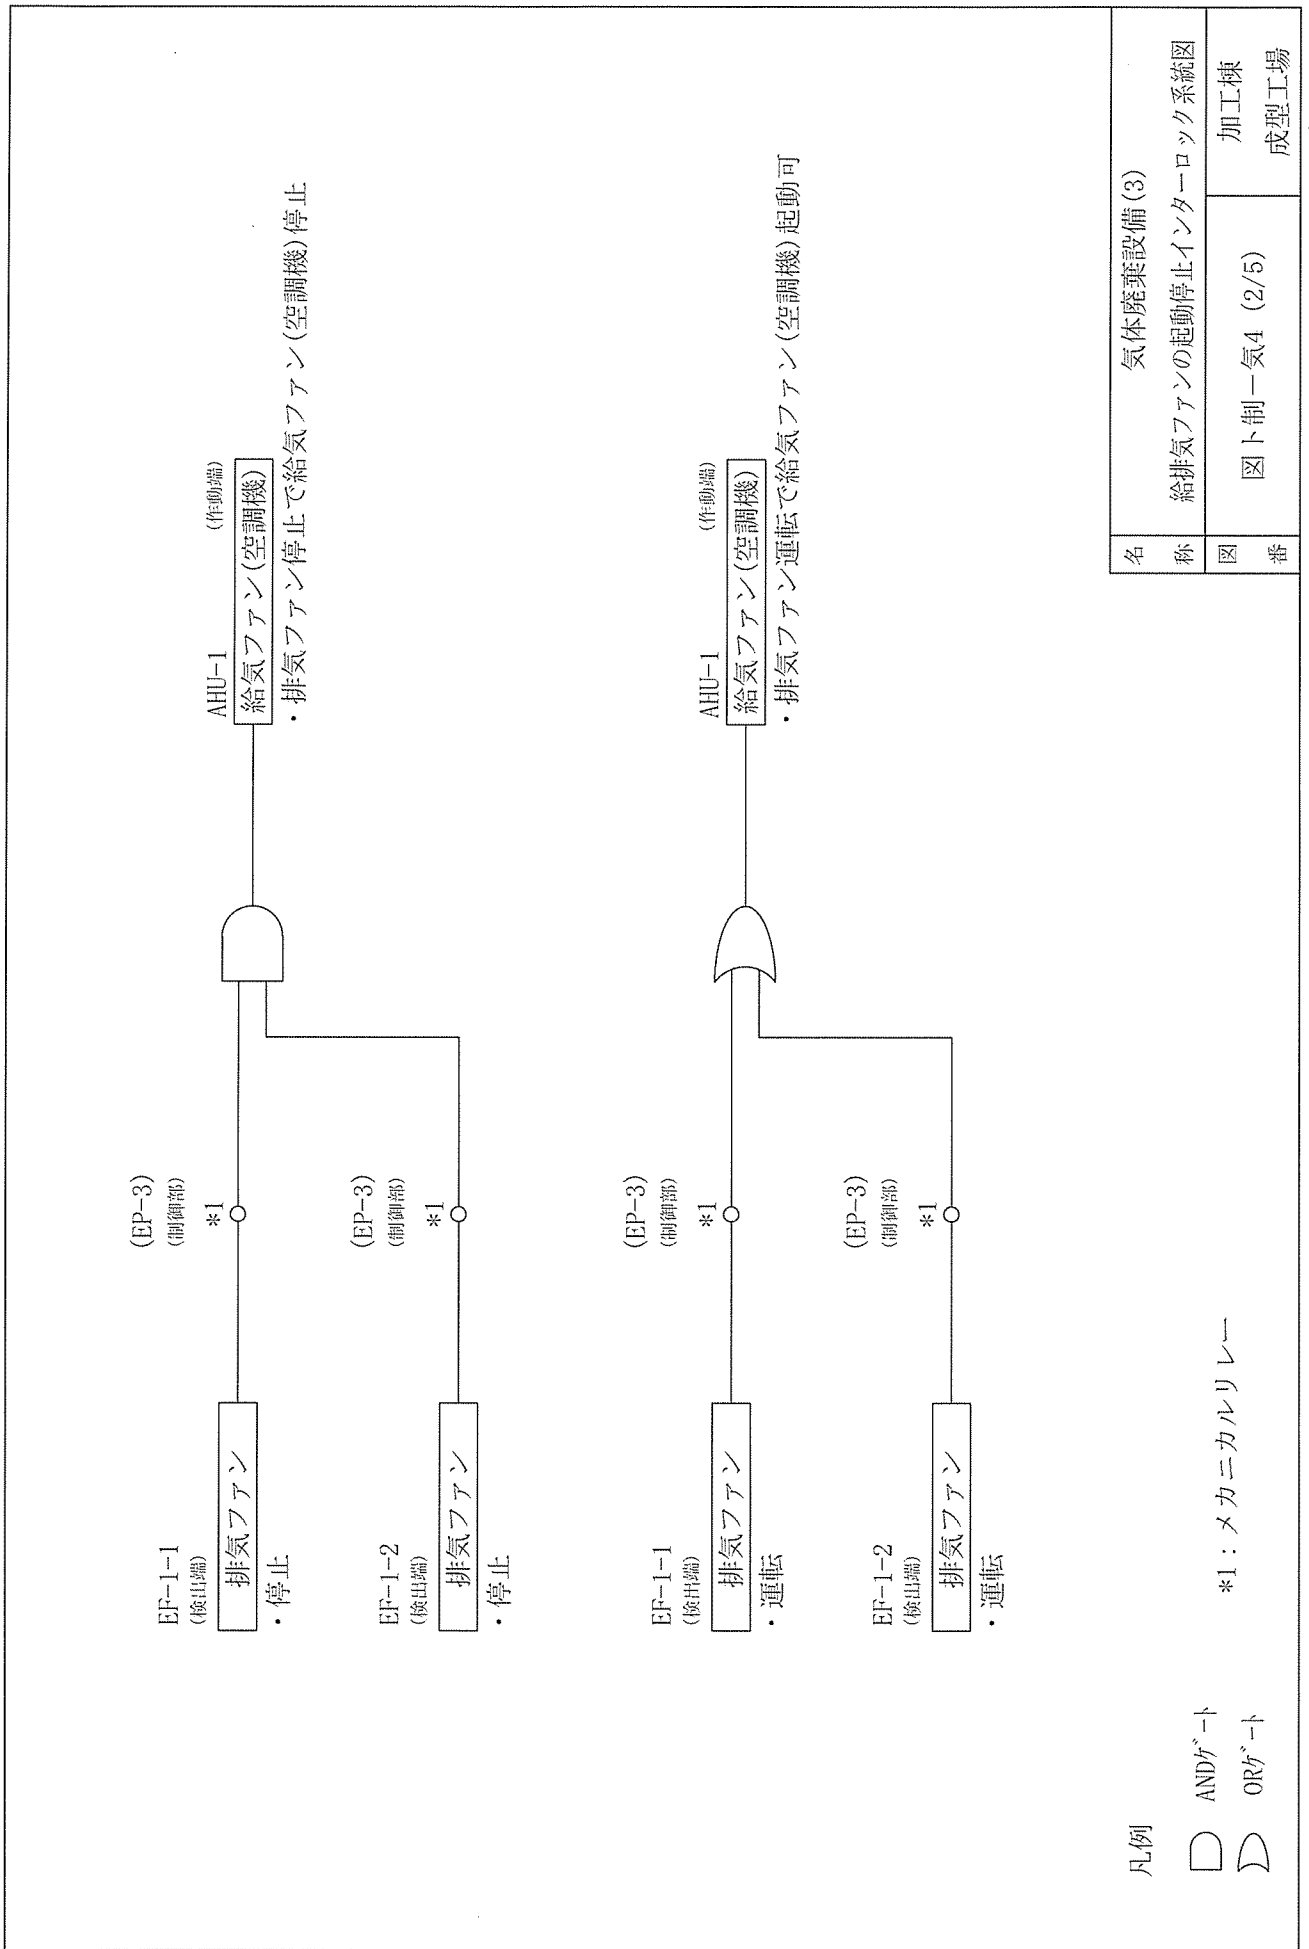 EF-1-1
(検出端)
排気ファン
・停止
(EP-3)
(制御部)
*1
AHU-1
(作動端)
給気ファン(空調機)
・排気ファン停止で給気ファン(空調機)停止
EF-1-2
(検出端)
排気ファン
・停止
(EP-3)
(制御部)
*1
EF-1-1
(検出端)
排気ファン
・運転
(EP-3)
(制御部)
*1
AHU-1
(作動端)
給気ファン(空調機)
・排気ファン運転で給気ファン(空調機)起動可
EF-1-2
(検出端)
排気ファン
・運転
(EP-3)
(制御部)
*1
凡例
ANDゲート
ORゲート
*1:メカニカルリレー
名称
気体廃棄設備(3)
給排気ファンの起動停止インターロック系統図
図番
図ト制－気4 (2/5)
加工棟
成型工場